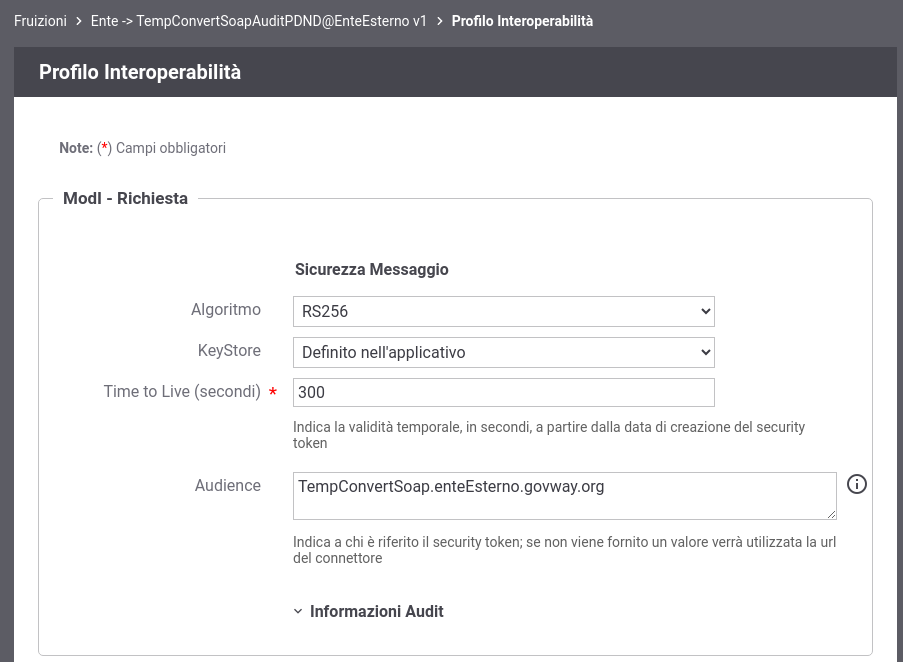 Fruizioni > Ente -> TempConvertSoapAuditPDND@EnteEsterno v1 > Profilo Interoperabilità
Profilo Interoperabilità
Note: (*) Campi obbligatori
ModI - Richiesta
Sicurezza Messaggio
Algoritmo RS256
KeyStore Definito nell'applicativo
Time to Live (secondi) * 300
Indica la validità temporale, in secondi, a partire dalla data di creazione del security
token
Audience TempConvertSoap.enteEsterno.govway.org
Indica a chi è riferito il security token; se non viene fornito un valore verrà utilizzata la url
del connettore
Informazioni Audit